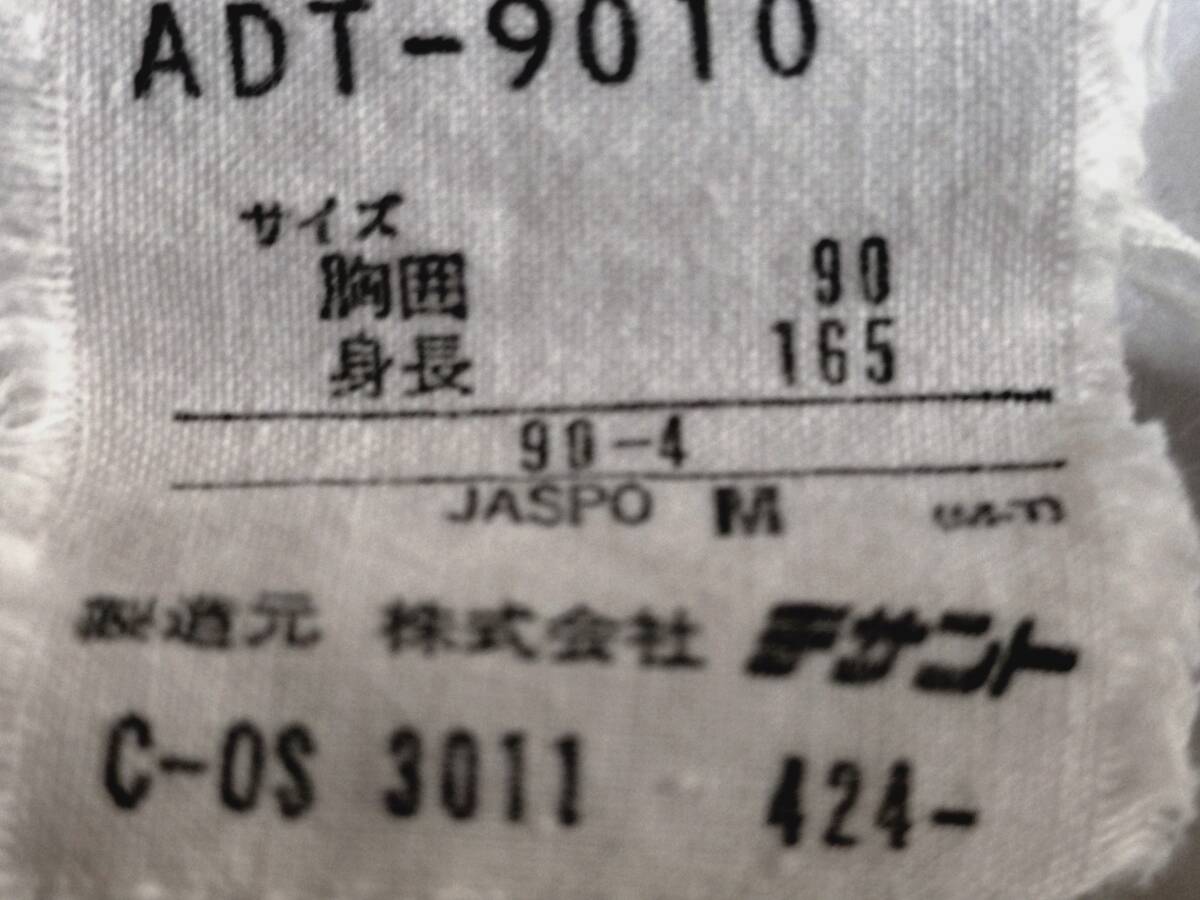 ADT-9010
サイズ
胸囲 90
身長 165
90-4
JASPO M
製造元 株式会社 デサント
C-OS 3011 424-